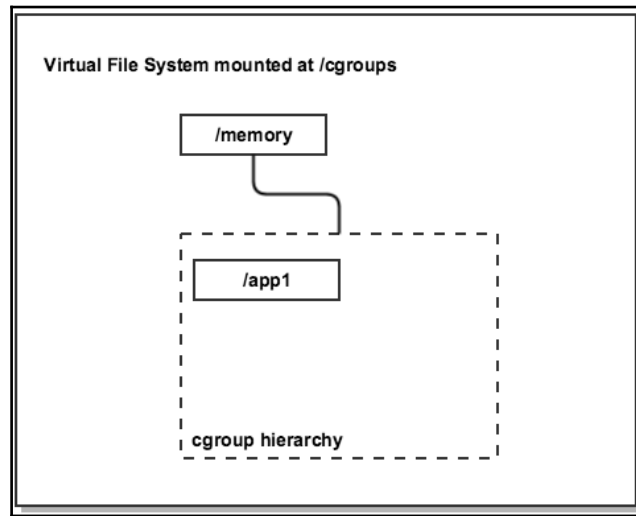 Virtual File System mounted at /cgroups
/memory
/app1
cgroup hierarchy